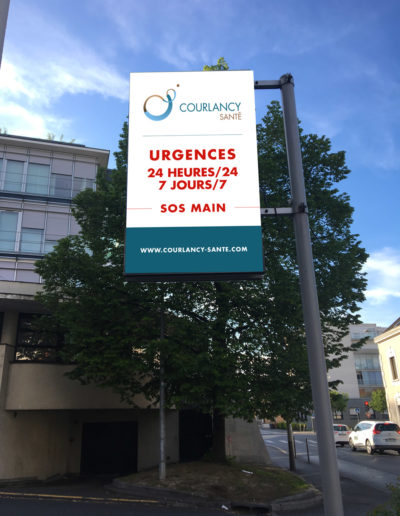 COURLANCY
SANTÉ
URGENCES
24 HEURES/24
7 JOURS/7
SOS MAIN
WWW.COURLANCY-SANTE.COM